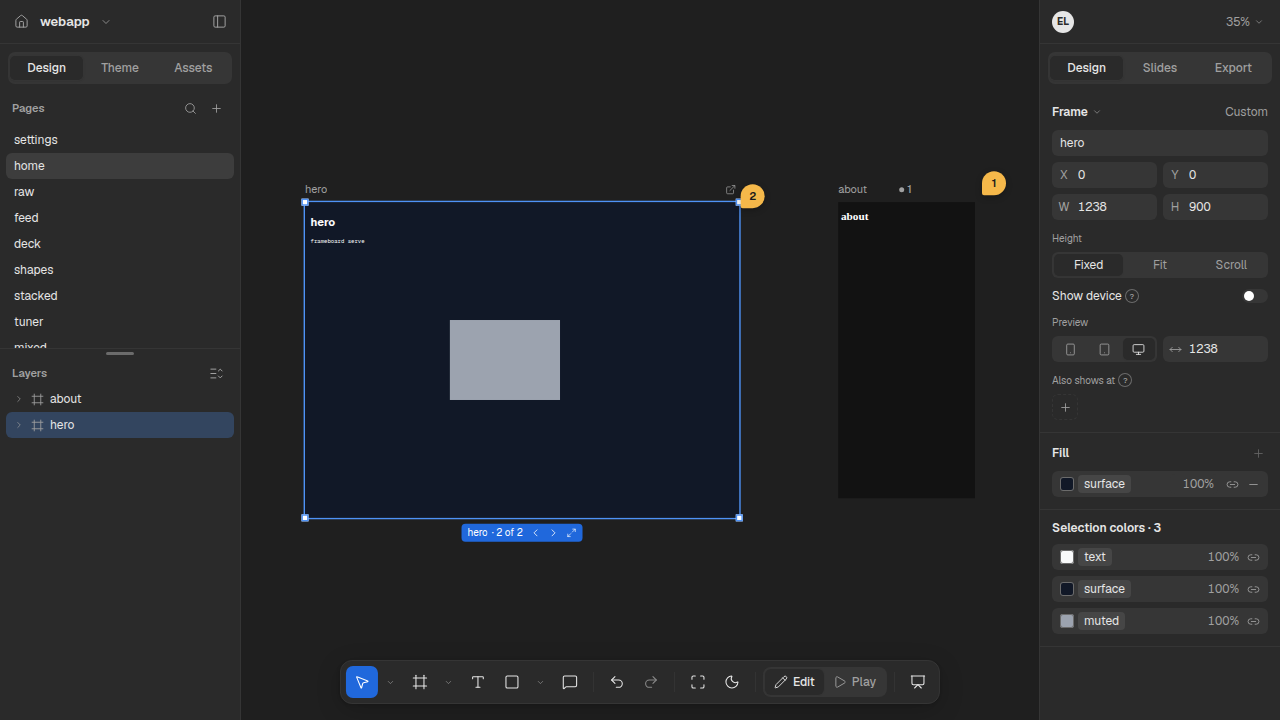 webapp
Design Theme Assets
Pages
settings
home
raw
feed
deck
shapes
stacked
tuner
mixed
Layers
about
hero
hero
2
hero
frameboard serve
hero · 2 of 2
about 1
1
about
Edit Play
EL 35%
Design Slides Export
Frame Custom
hero
X 0 Y 0
W 1238 H 900
Height
Fixed Fit Scroll
Show device ?
Preview
1238
Also shows at ?
Fill
surface 100%
Selection colors · 3
text 100%
surface 100%
muted 100%